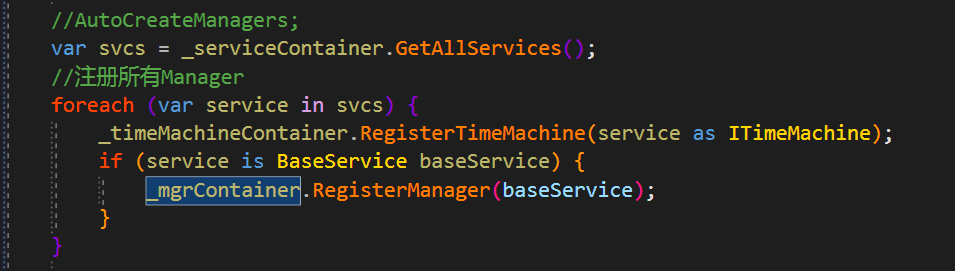 //AutoCreateManagers;
var svcs = _serviceContainer.GetAllServices();
//注册所有Manager
foreach (var service in svcs) {
_timeMachineContainer.RegisterTimeMachine(service as ITimeMachine);
if (service is BaseService baseService) {
_mgrContainer.RegisterManager(baseService);
}
}